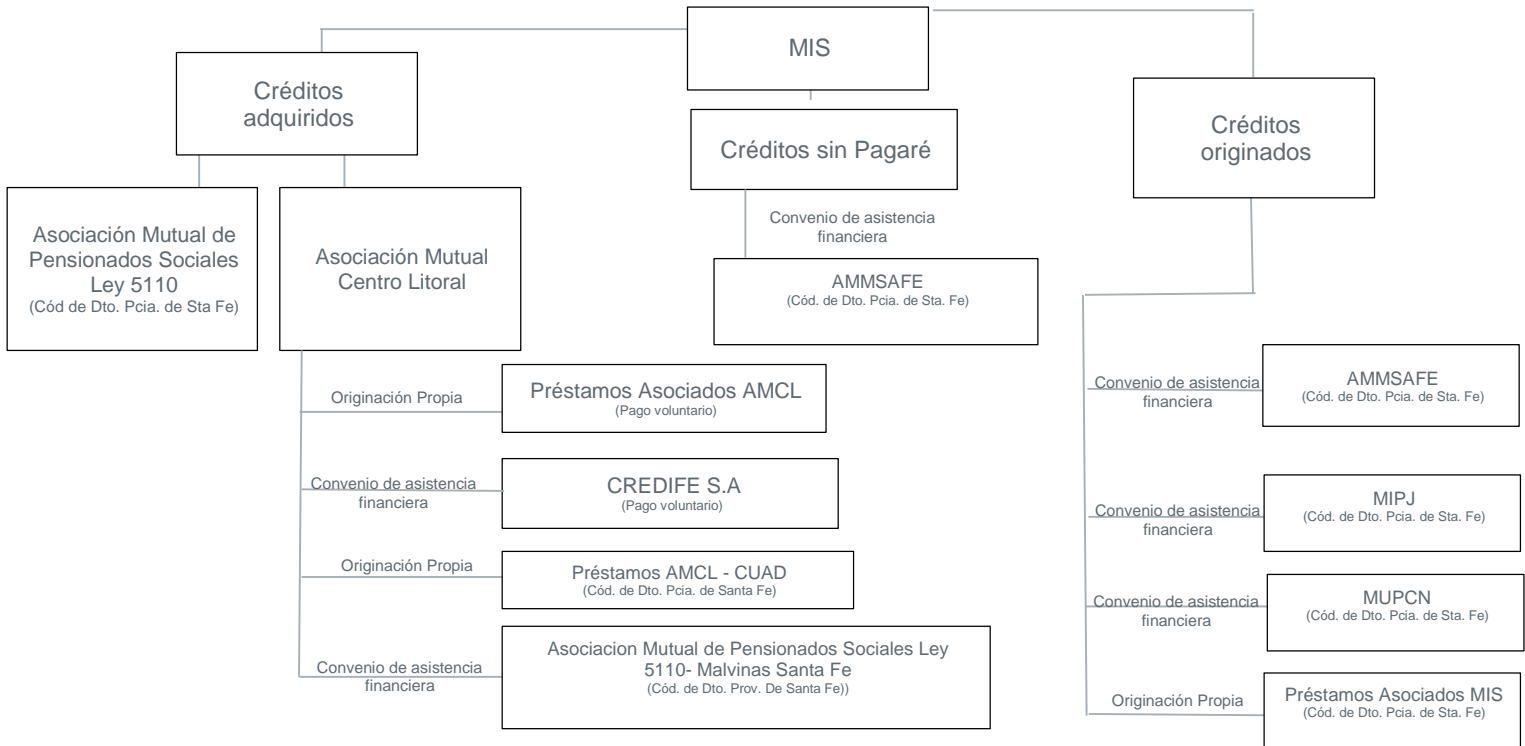 MIS
Créditos
adquiridos
Asociación Mutual de
Pensionados Sociales
Ley 5110
(Cód de Dto. Pcia. de Sta Fe)
Asociación Mutual
Centro Litoral
Originación Propia
Préstamos Asociados AMCL
(Pago voluntario)
Convenio de asistencia
financiera
CREDIFE S.A
(Pago voluntario)
Originación Propia
Préstamos AMCL - CUAD
(Cód. de Dto. Pcia. de Santa Fe)
Convenio de asistencia
financiera
Asociacion Mutual de Pensionados Sociales Ley
5110- Malvinas Santa Fe
(Cód. de Dto. Prov. De Santa Fe))
Créditos sin Pagaré
Convenio de asistencia
financiera
AMMSAFE
(Cód. de Dto. Pcia. de Sta. Fe)
Créditos
originados
Convenio de asistencia
financiera
AMMSAFE
(Cód. de Dto. Pcia. de Sta. Fe)
Convenio de asistencia
financiera
MIPJ
(Cód. de Dto. Pcia. de Sta. Fe)
Convenio de asistencia
financiera
MUPCN
(Cód. de Dto. Pcia. de Sta. Fe)
Originación Propia
Préstamos Asociados MIS
(Cód. de Dto. Pcia. de Sta. Fe)